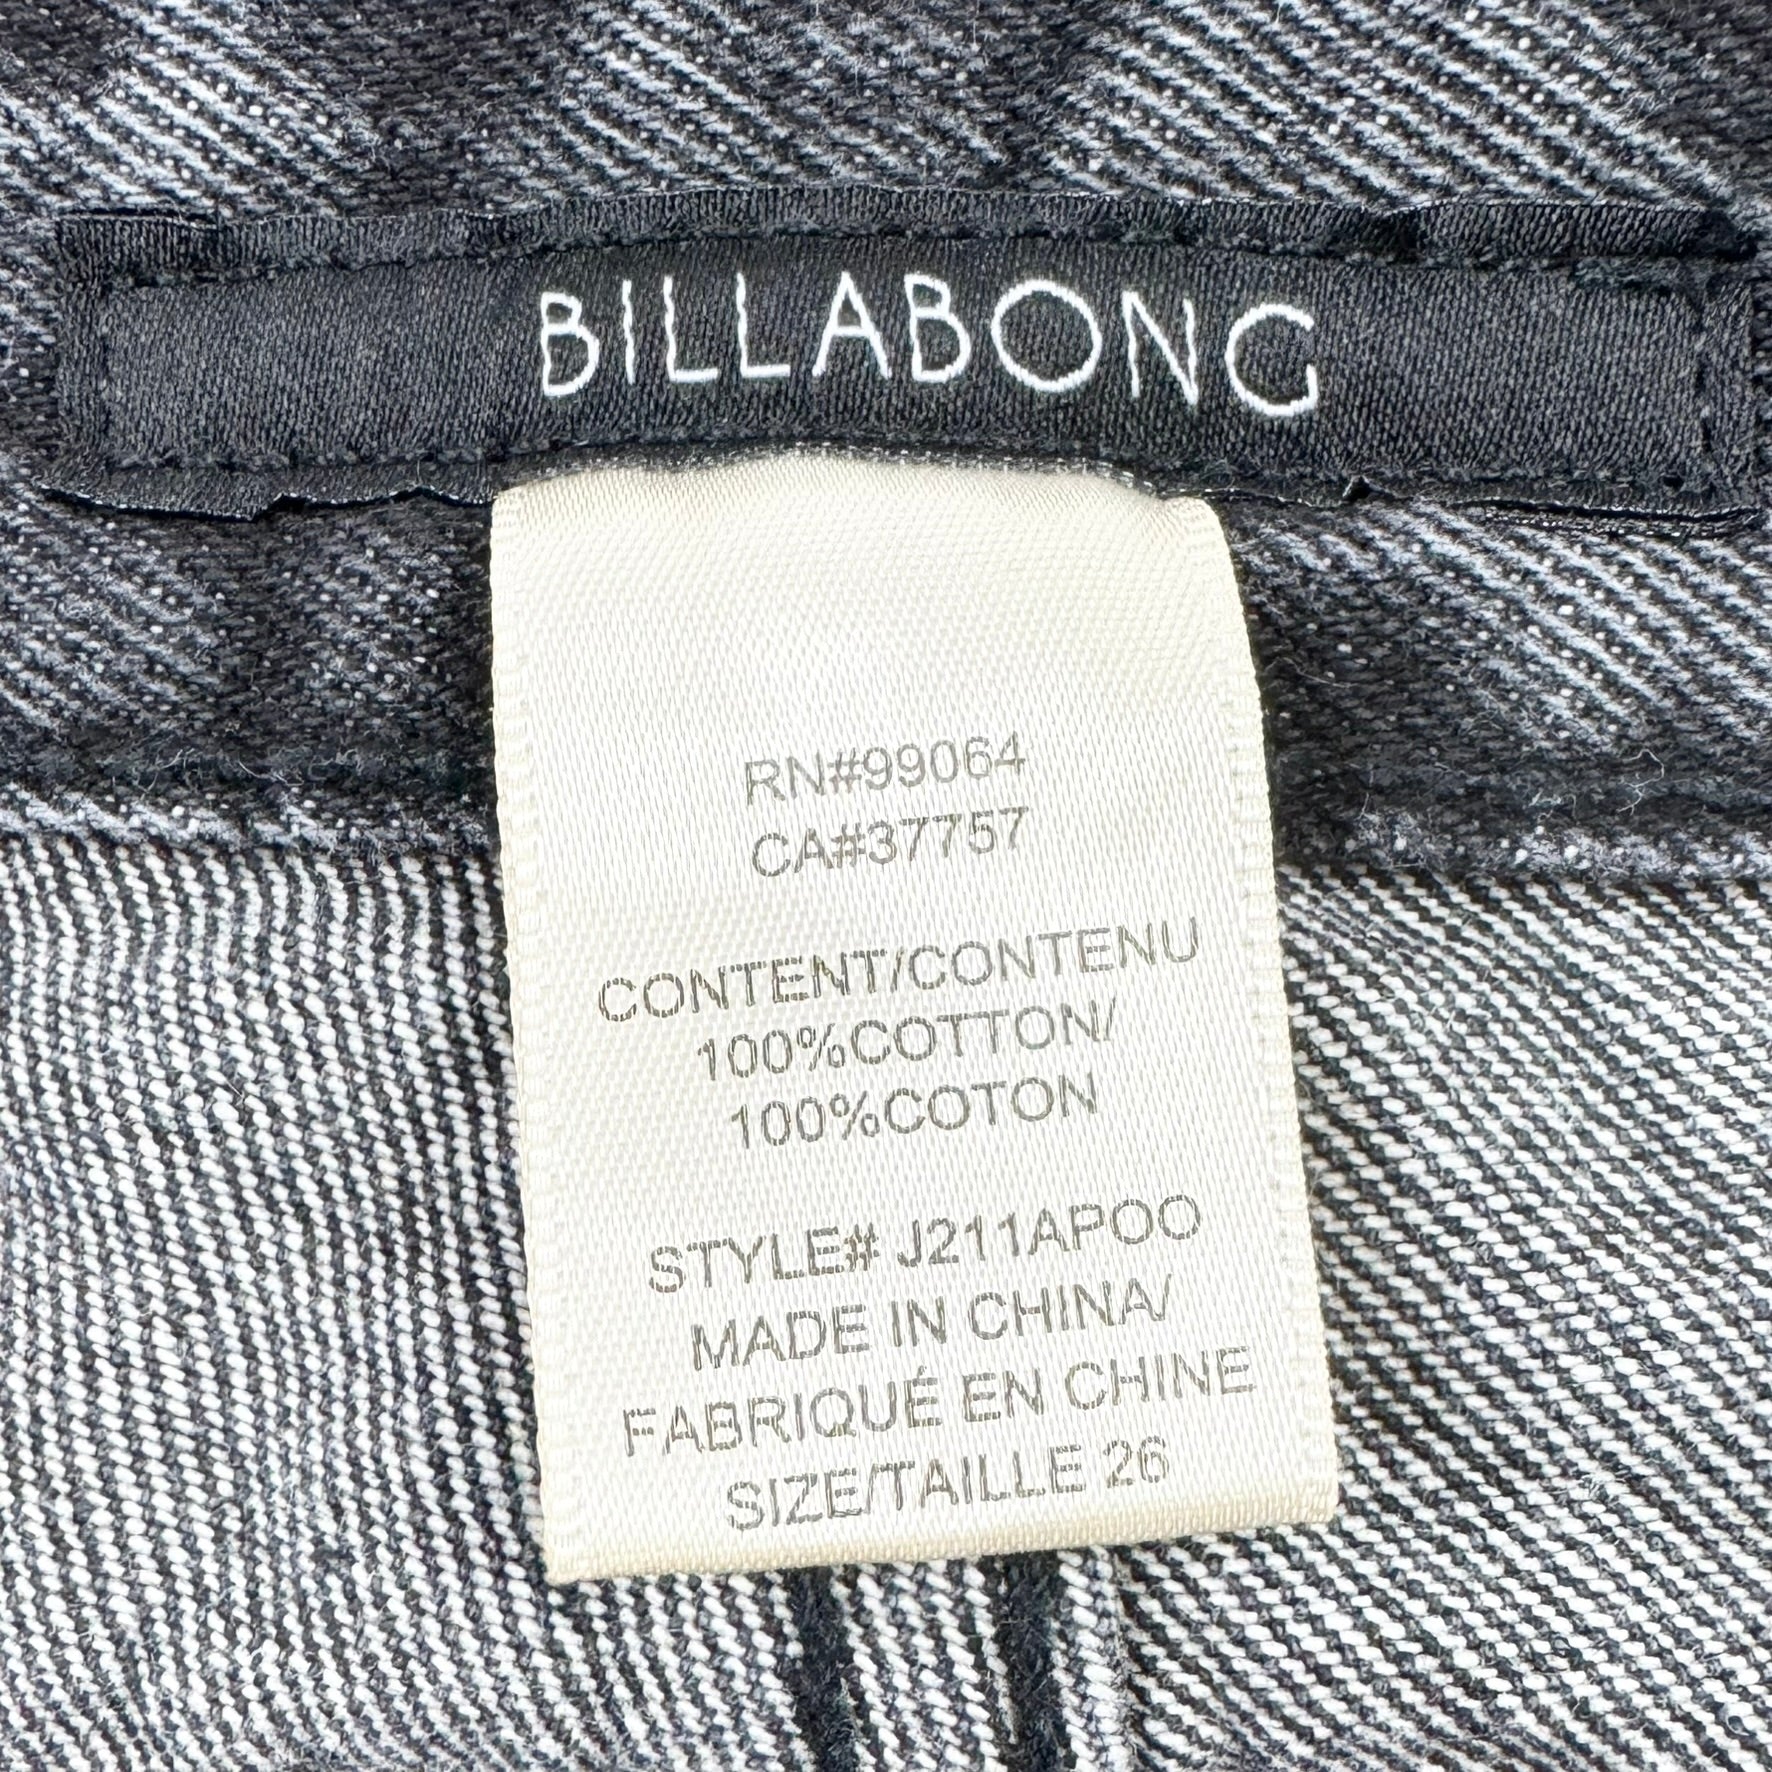 BILLABONG
RN#99064
CA#37757
CONTENT/CONTENU
100%COTTON/
100%COTON
STYLE# J211APOO
MADE IN CHINA/
FABRIQUÉ EN CHINE
SIZE/TAILLE 26